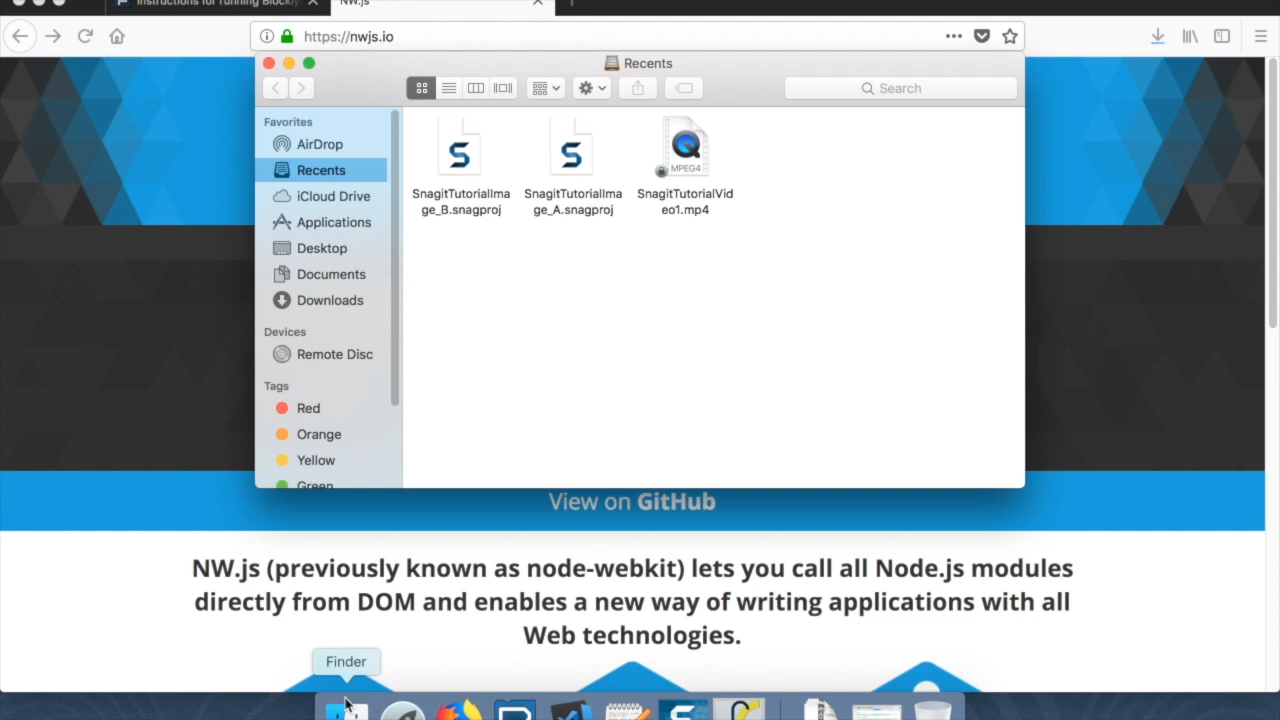 Instructions for running Blockly
NW.js
https://nwjs.io
Recents
Search
Favorites
AirDrop
Recents
iCloud Drive
Applications
Desktop
Documents
Downloads
Devices
Remote Disc
Tags
Red
Orange
Yellow
Green
SnagitTutorialIma
ge_B.snagproj
SnagitTutorialIma
ge_A.snagproj
MPEG4
SnagitTutorialVid
eo1.mp4
View on GitHub
NW.js (previously known as node-webkit) lets you call all Node.js modules
directly from DOM and enables a new way of writing applications with all
Web technologies.
Finder